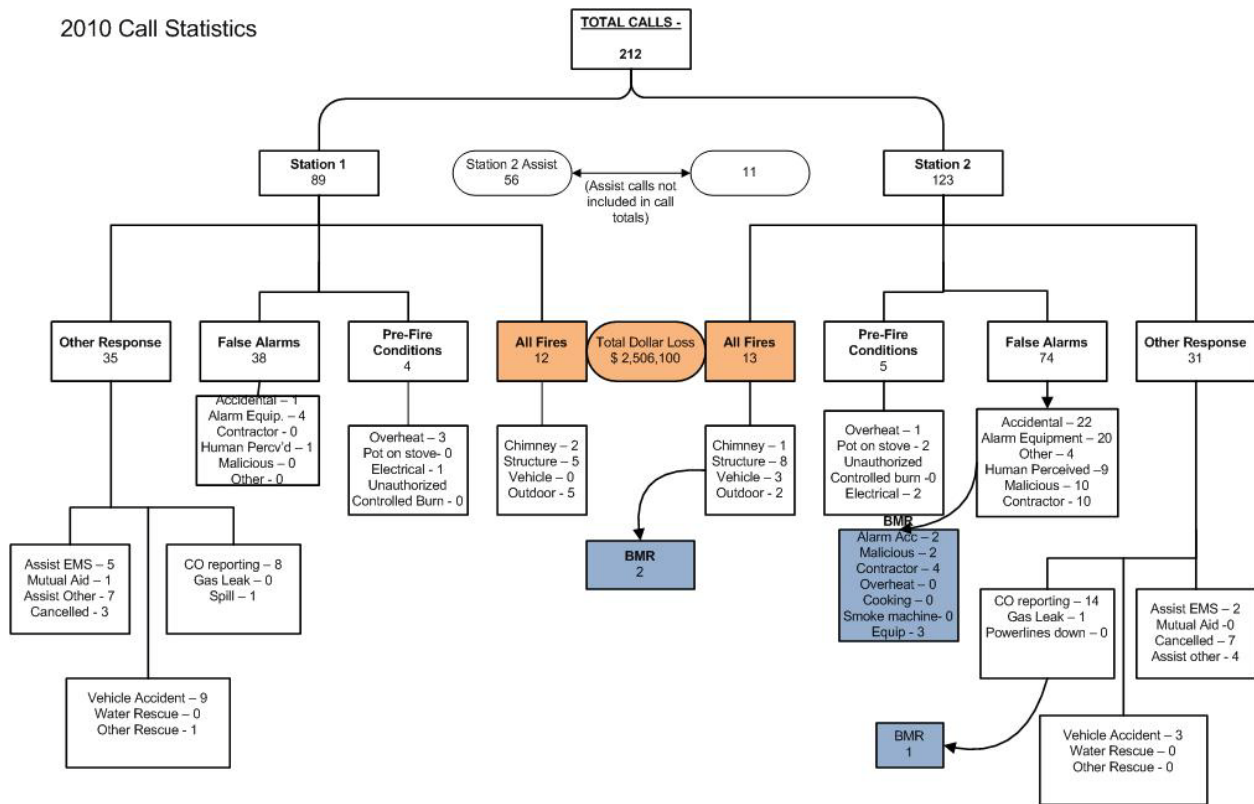 2010 Call Statistics
TOTAL CALLS -
212
Station 1
89
Station 2 Assist
56
(Assist calls not
included in call
totals)
11
Station 2
123
Other Response
35
False Alarms
38
Pre-Fire
Conditions
4
All Fires
12
Total Dollar Loss
$ 2,506,100
All Fires
13
Pre-Fire
Conditions
5
False Alarms
74
Other Response
31
Accidental – 1
Alarm Equip. – 4
Contractor - 0
Human Percv'd – 1
Malicious – 0
Other - 0
Overheat – 3
Pot on stove- 0
Electrical - 1
Unauthorized
Controlled Burn - 0
Chimney – 2
Structure – 5
Vehicle – 0
Outdoor - 5
Chimney – 1
Structure – 8
Vehicle – 3
Outdoor - 2
Overheat – 1
Pot on stove - 2
Unauthorized
Controlled burn -0
Electrical – 2
Accidental – 22
Alarm Equipment – 20
Other – 4
Human Perceived –9
Malicious – 10
Contractor - 10
BMR
2
BMR
Alarm Acc – 2
Malicious – 2
Contractor – 4
Overheat – 0
Cooking – 0
Smoke machine- 0
Equip - 3
Assist EMS – 5
Mutual Aid – 1
Assist Other - 7
Cancelled - 3
CO reporting – 8
Gas Leak – 0
Spill – 1
CO reporting – 14
Gas Leak – 1
Powerlines down – 0
Assist EMS – 2
Mutual Aid -0
Cancelled – 7
Assist other - 4
Vehicle Accident – 9
Water Rescue – 0
Other Rescue - 1
BMR
1
Vehicle Accident – 3
Water Rescue – 0
Other Rescue - 0